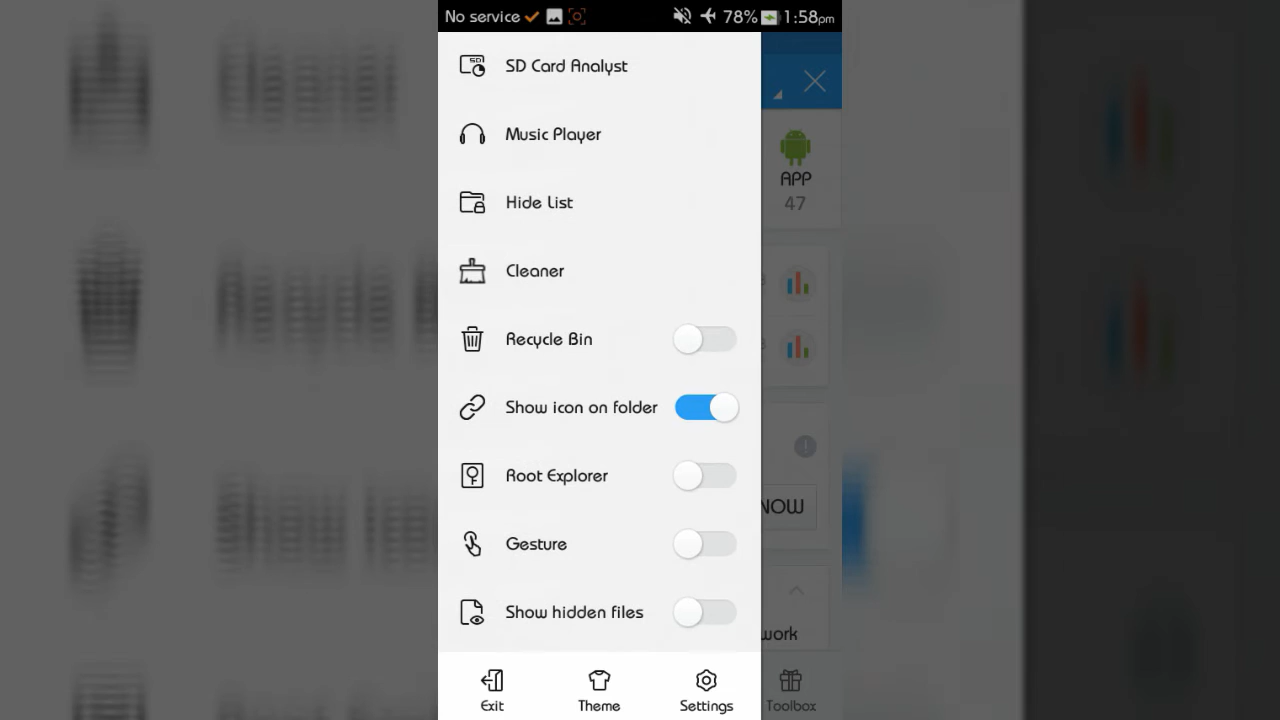 No service 78% 1:58pm
SD Card Analyst
Music Player
APP
47
Hide List
Cleaner
Recycle Bin
Show icon on folder
Root Explorer
NOW
Gesture
Show hidden files
work
Exit Theme Settings Toolbox